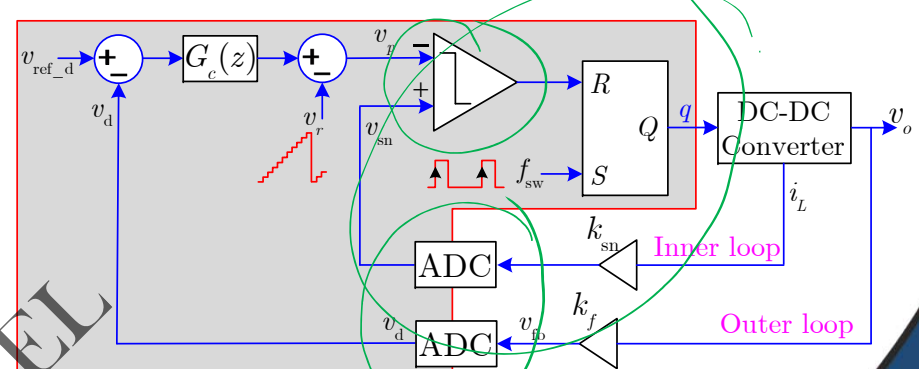 v_ref_d
+
−
G_c(z)
+
−
v_p
−
+
v_d
v_r
v_sn
f_sw
R
S
Q
q
DC-DC
Converter
v_o
i_L
k_sn
Inner loop
ADC
k_f
v_d
ADC
v_fb
Outer loop
EL